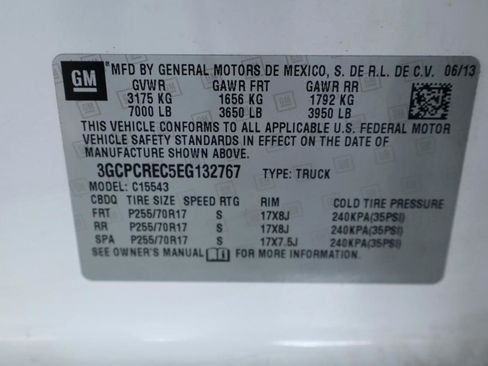 GM
MFD BY GENERAL MOTORS DE MEXICO, S. DE R.L. DE C.V. 06/13
GVWR GAWR FRT GAWR RR
3175 KG 1656 KG 1792 KG
7000 LB 3650 LB 3950 LB
THIS VEHICLE CONFORMS TO ALL APPLICABLE U.S. FEDERAL MOTOR
VEHICLE SAFETY STANDARDS IN EFFECT ON THE DATE OF
MANUFACTURE SHOWN ABOVE.
3GCPCREC5EG132767 TYPE: TRUCK
MODEL: C15543
CBDQ TIRE SIZE SPEED RTG RIM COLD TIRE PRESSURE
FRT P255/70R17 S 17X8J 240KPA(35PSI)
RR P255/70R17 S 17X8J 240KPA(35PSI)
SPA P255/70R17 S 17X7.5J 240KPA(35PSI)
SEE OWNER'S MANUAL FOR MORE INFORMATION.